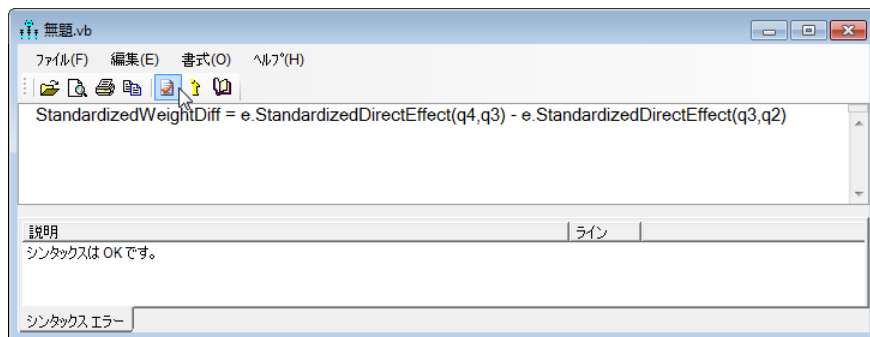 無題.vb
ファイル(F) 編集(E) 書式(O) ヘルプ(H)
StandardizedWeightDiff = e.StandardizedDirectEffect(q4,q3) - e.StandardizedDirectEffect(q3,q2)
説明 ライン
シンタックスは OK です。
シンタックス エラー